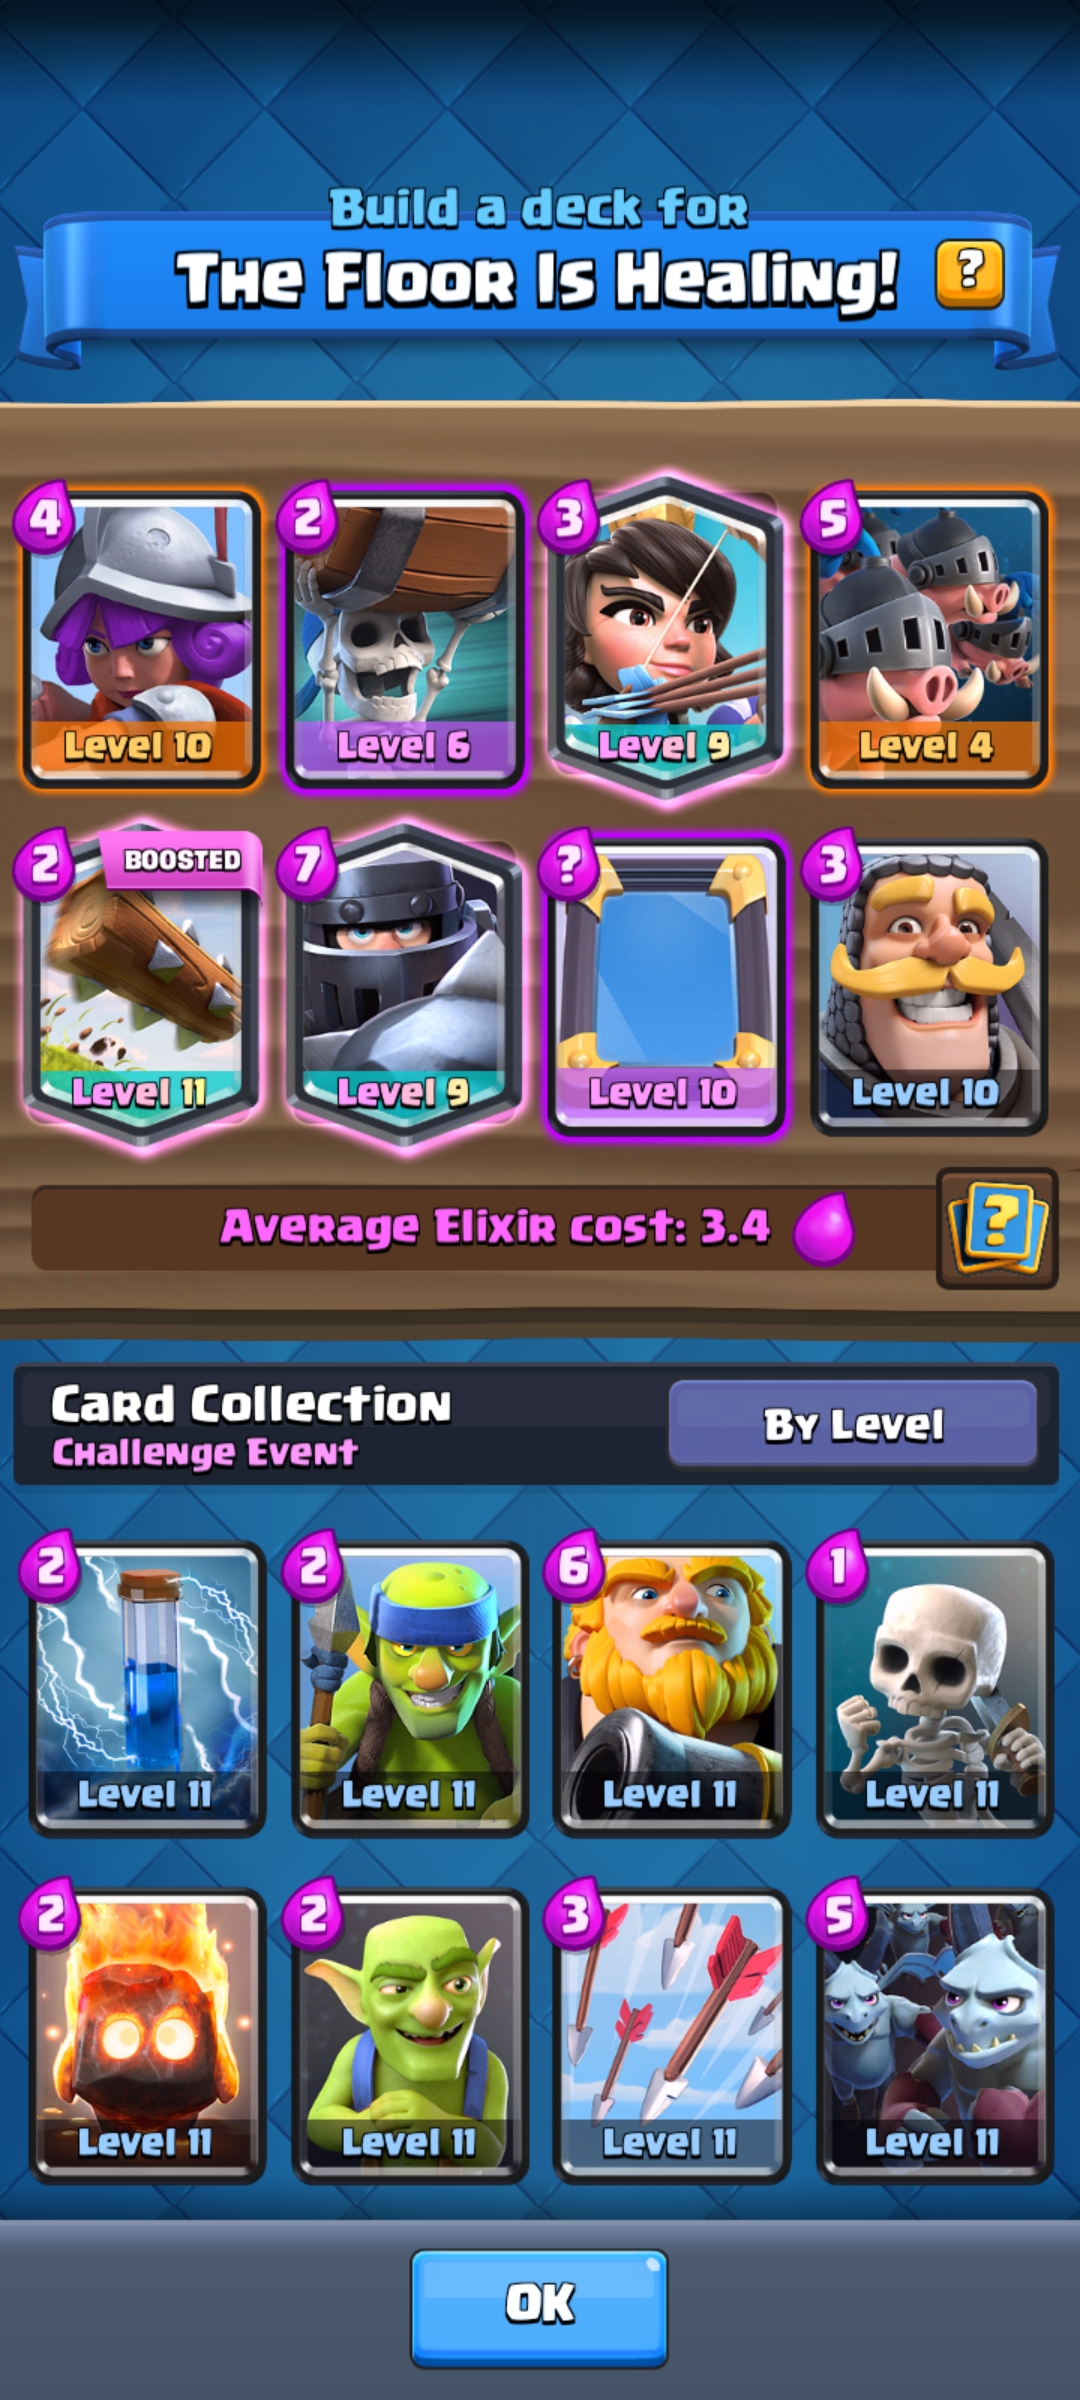 Build a deck for
The Floor Is Healing!
?
4
2
3
5
Level 10
Level 6
Level 9
Level 4
2
BOOSTED
7
?
3
Level 11
Level 9
Level 10
Level 10
Average Elixir cost: 3.4
?
Card Collection
Challenge Event
By Level
2
2
6
1
Level 11
Level 11
Level 11
Level 11
2
2
3
5
Level 11
Level 11
Level 11
Level 11
OK